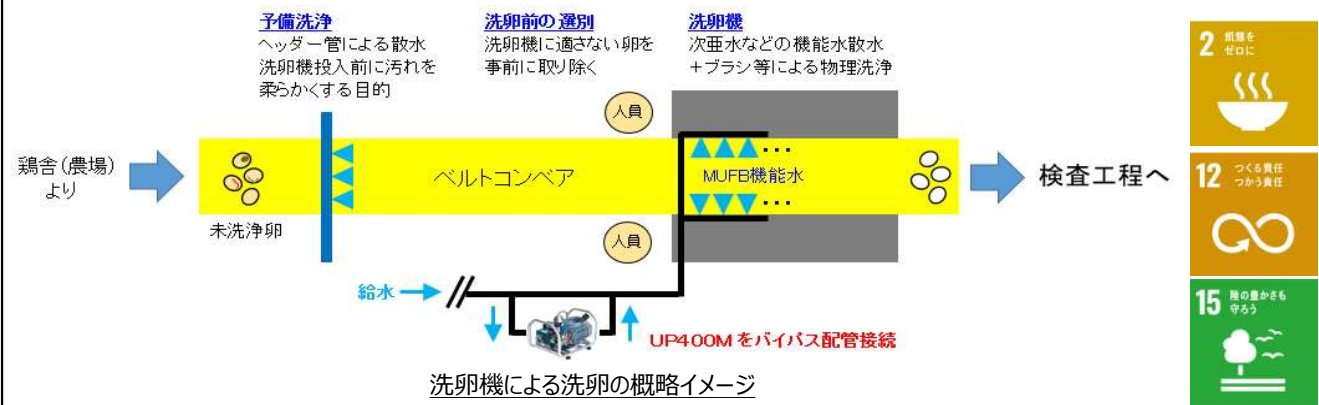 予備洗浄
ヘッダー管による散水
洗卵機投入前に汚れを
柔らかくする目的
洗卵前の選別
洗卵機に適さない卵を
事前に取り除く
洗卵機
次亜水などの機能水散水
+ブラシ等による物理洗浄
人員
鶏舎(農場)
より
未洗浄卵
ベルトコンベア
MUFB機能水
検査工程へ
人員
給水
UP400Mをバイパス配管接続
洗卵機による洗卵の概略イメージ
2 飢餓を
ゼロに
12 つくる責任
つかう責任
15 陸の豊かさも
守ろう